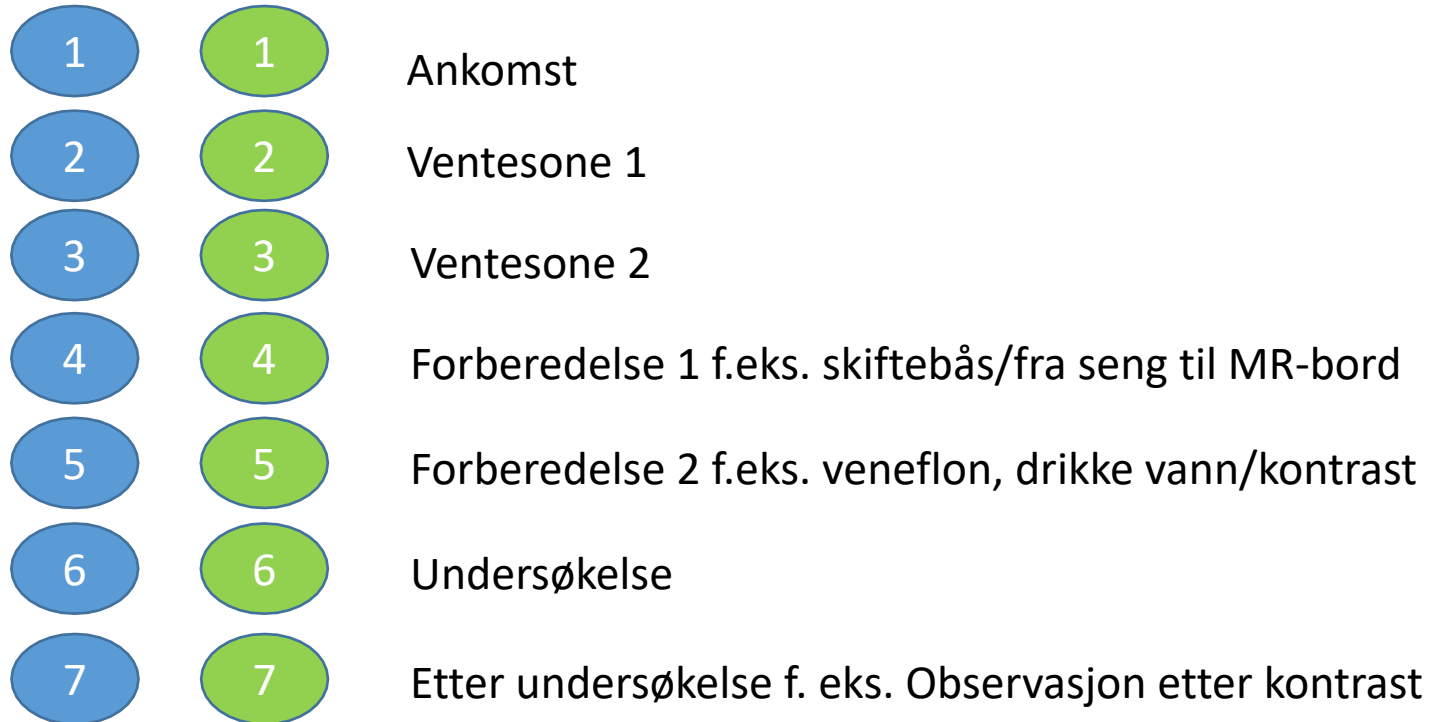 1 1 Ankomst
2 2 Ventesone 1
3 3 Ventesone 2
4 4 Forberedelse 1 f.eks. skiftebås/fra seng til MR-bord
5 5 Forberedelse 2 f.eks. veneflon, drikke vann/kontrast
6 6 Undersøkelse
7 7 Etter undersøkelse f. eks. Observasjon etter kontrast